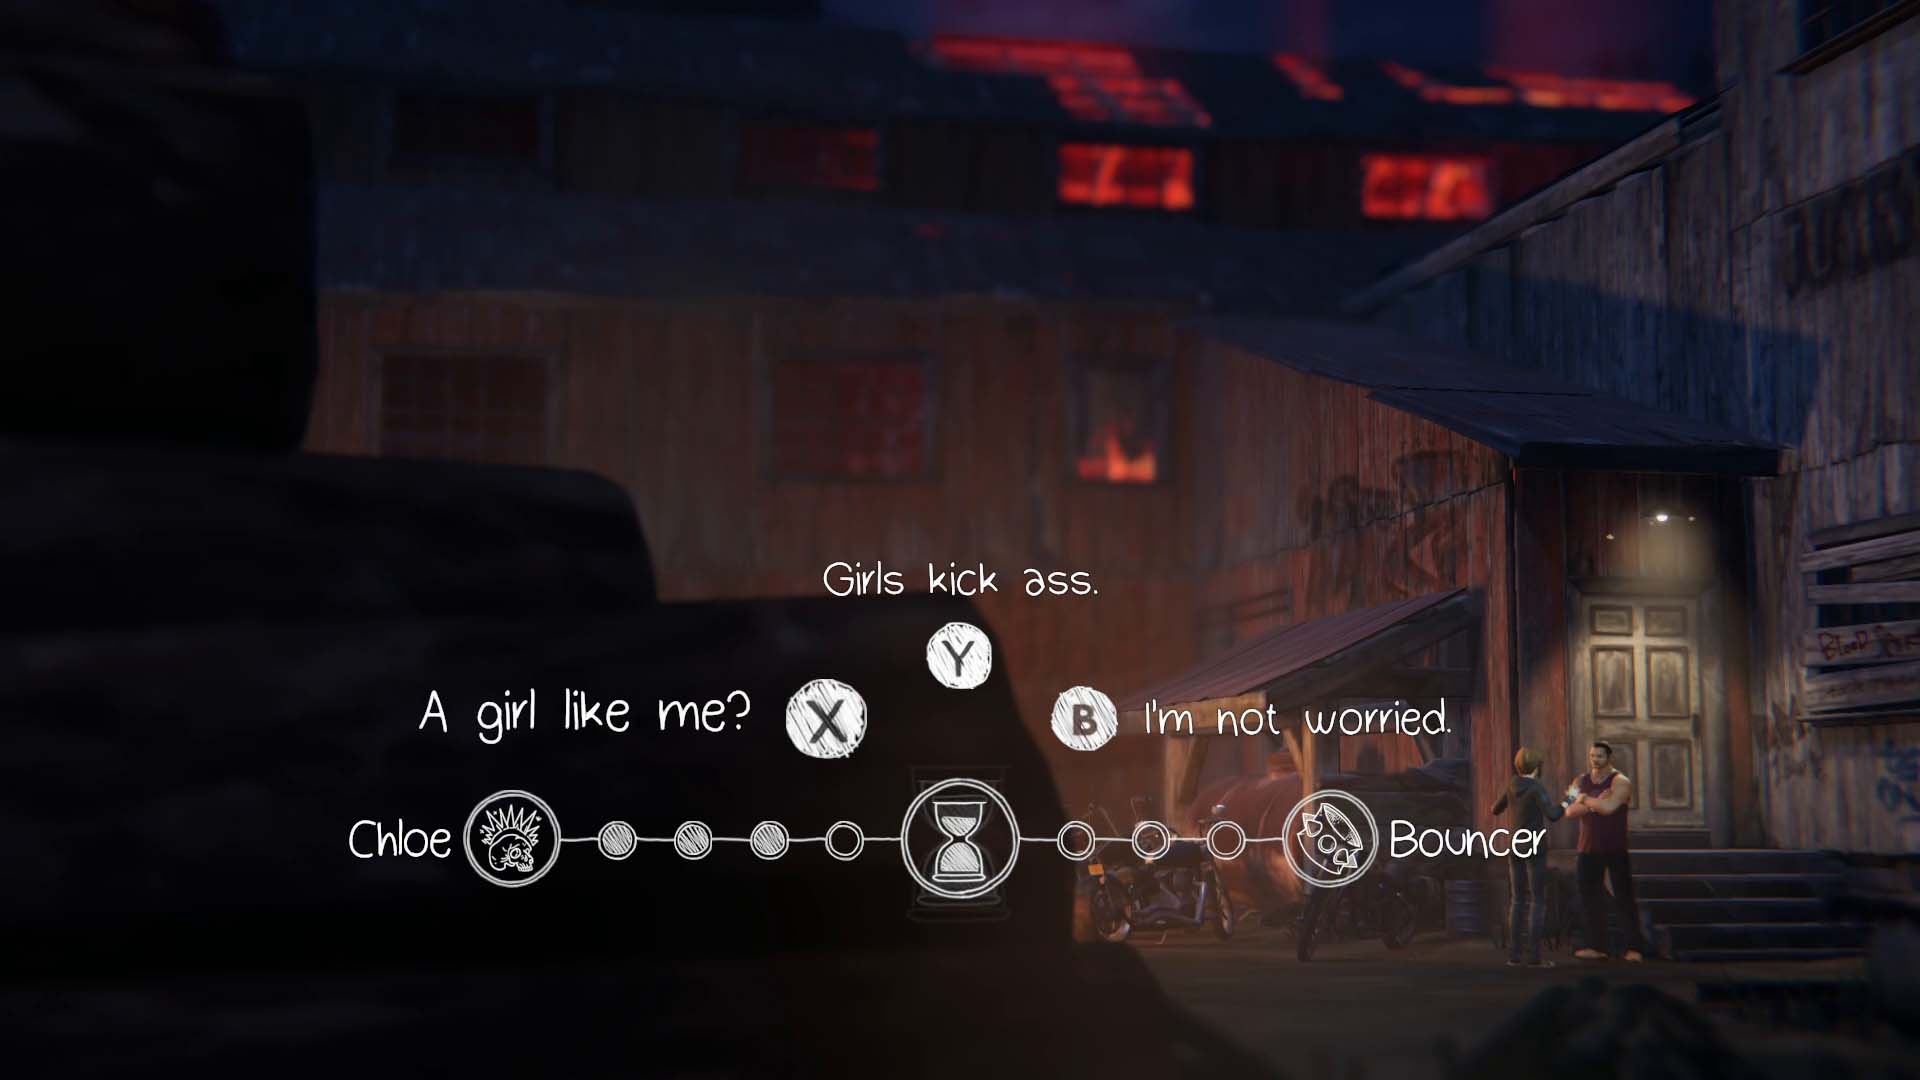 Girls kick ass.
Y
A girl like me?
X
B
I'm not worried.
Chloe
Bouncer